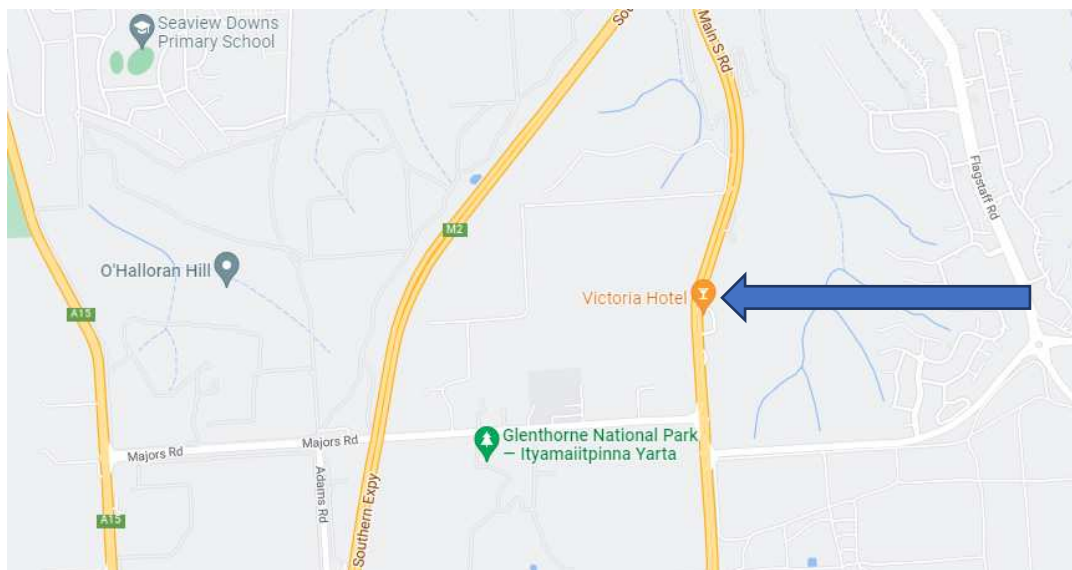 Seaview Downs
Primary School
Sou
Main S Rd
Flagstaff Rd
M2
O'Halloran Hill
Victoria Hotel
A15
Majors Rd
Majors Rd
Glenthorne National Park
– Ityamaiitpinna Yarta
Adams Rd
Southern Expy
A15